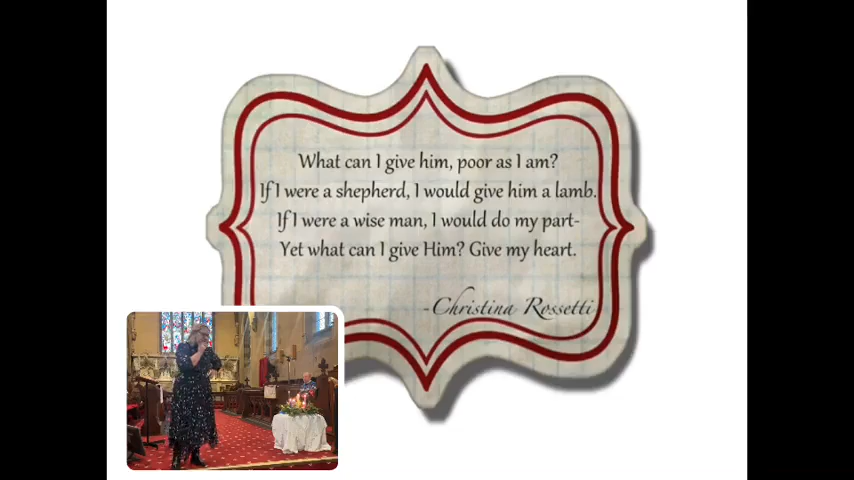 What can I give him, poor as I am?
If I were a shepherd, I would give him a lamb.
If I were a wise man, I would do my part-
Yet what can I give Him? Give my heart.
-Christina Rossetti